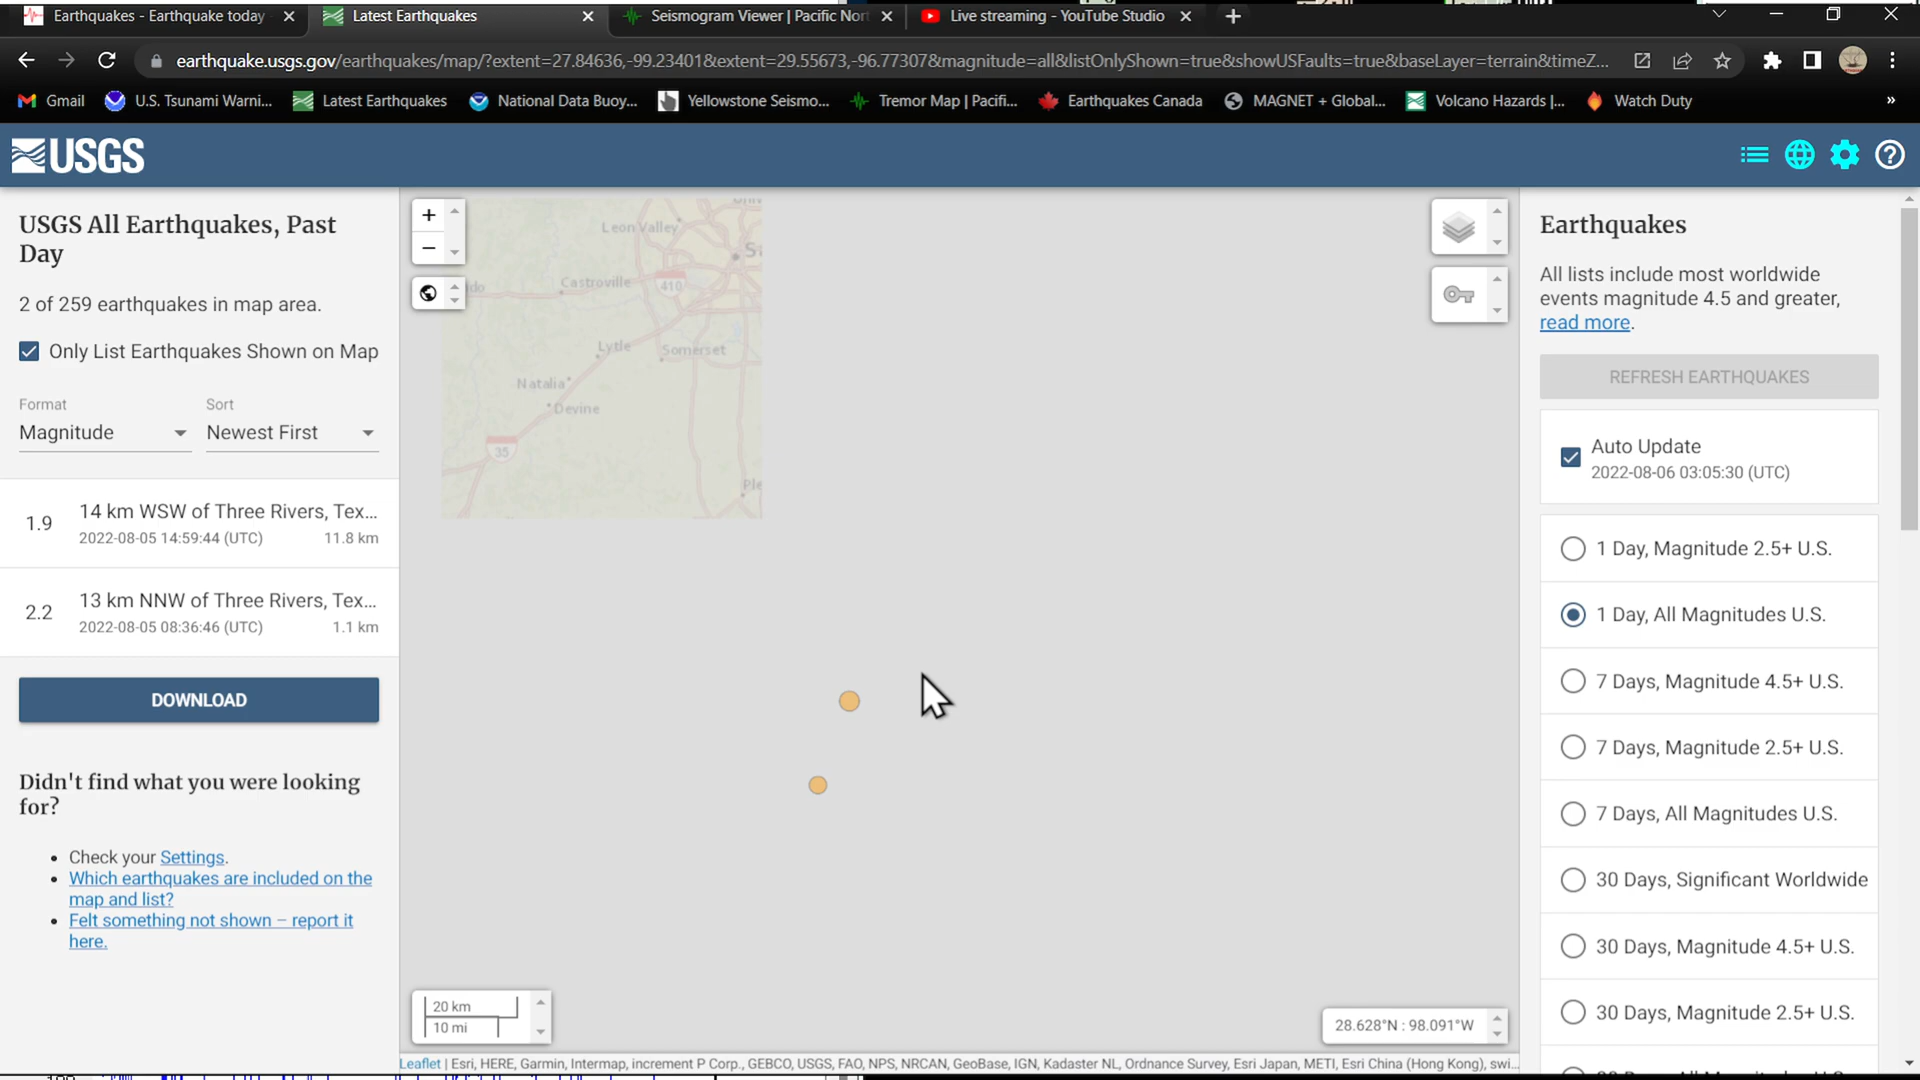 Earthquakes - Earthquake today
Latest Earthquakes
Seismogram Viewer | Pacific Nort
Live streaming - YouTube Studio
earthquake.usgs.gov/earthquakes/map/?extent=27.84636,-99.23401&extent=29.55673,-96.77307&magnitude=all&listOnlyShown=true&showUSFaults=true&baseLayer=terrain&timeZ...
Gmail
U.S. Tsunami Warni...
Latest Earthquakes
National Data Buoy...
Yellowstone Seismo...
Tremor Map | Pacifi...
Earthquakes Canada
MAGNET + Global...
Volcano Hazards |...
Watch Duty
»
USGS
USGS All Earthquakes, Past
Day
2 of 259 earthquakes in map area.
Only List Earthquakes Shown on Map
Format
Magnitude
Sort
Newest First
1.9
14 km WSW of Three Rivers, Tex...
2022-08-05 14:59:44 (UTC)
11.8 km
2.2
13 km NNW of Three Rivers, Tex...
2022-08-05 08:36:46 (UTC)
1.1 km
DOWNLOAD
Didn't find what you were looking
for?
• Check your Settings.
• Which earthquakes are included on the
map and list?
• Felt something not shown – report it
here.
+
−
Leon Valley
Castroville
410
Lytle
Somerset
Natalia
Devine
35
Ple
20 km
10 mi
28.628°N : 98.091°W
Leaflet | Esri, HERE, Garmin, Intermap, increment P Corp., GEBCO, USGS, FAO, NPS, NRCAN, GeoBase, IGN, Kadaster NL, Ordnance Survey, Esri Japan, METI, Esri China (Hong Kong), swi...
Earthquakes
All lists include most worldwide
events magnitude 4.5 and greater,
read more.
REFRESH EARTHQUAKES
Auto Update
2022-08-06 03:05:30 (UTC)
1 Day, Magnitude 2.5+ U.S.
1 Day, All Magnitudes U.S.
7 Days, Magnitude 4.5+ U.S.
7 Days, Magnitude 2.5+ U.S.
7 Days, All Magnitudes U.S.
30 Days, Significant Worldwide
30 Days, Magnitude 4.5+ U.S.
30 Days, Magnitude 2.5+ U.S.